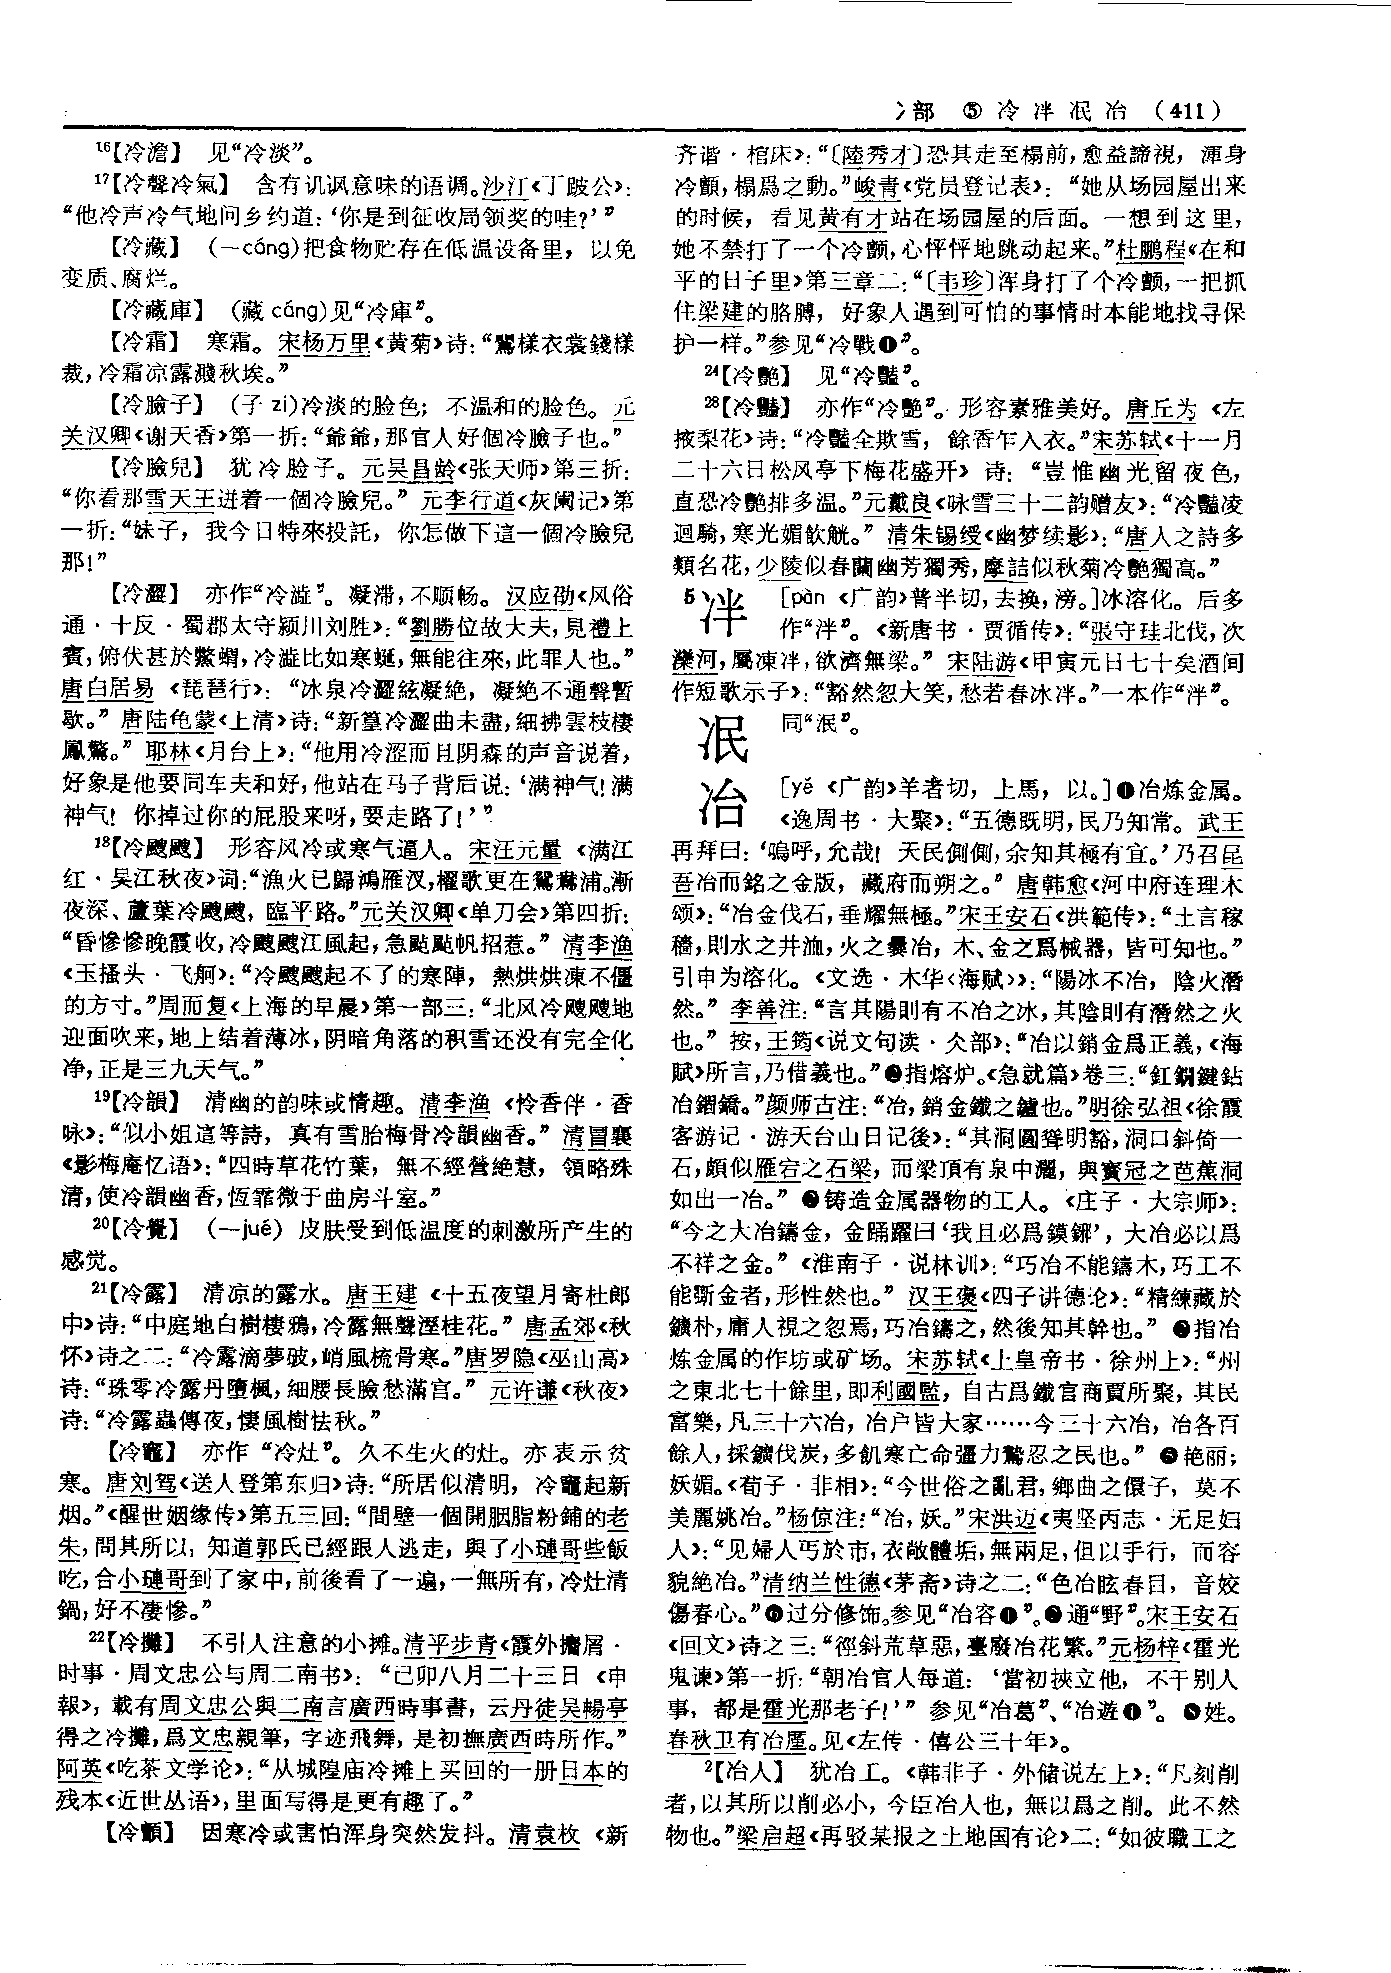 冫部 ⑤ 冷冸冺冶 (411)
16【冷澹】 见“冷淡”。
17【冷聲冷氣】 含有讥讽意味的语调。沙汀《丁跛公》：
“他冷声冷气地问乡约道：‘你是到征收局领奖的哇？’”
【冷藏】 (—cáng)把食物贮存在低温设备里，以免
变质、腐烂。
【冷藏庫】 (藏 cáng)见“冷庫”。
【冷霜】 寒霜。宋杨万里《黄菊》诗：“鶯樣衣裳錢樣
裁，冷霜凉露濺秋埃。”
【冷臉子】 (子 zi)冷淡的脸色；不温和的脸色。元
关汉卿《谢天香》第一折：“爺爺，那官人好個冷臉子也。”
【冷臉兒】 犹冷脸子。元吴昌龄《张天师》第三折：
“你看那雪天王迸着一個冷臉兒。” 元李行道《灰阑记》第
一折：“妹子，我今日特來投託，你怎做下這一個冷臉兒
那！”
【冷澀】 亦作“冷澁”。凝滞，不顺畅。汉应劭《风俗
通·十反·蜀郡太守颍川刘胜》：“劉勝位故大夫，見禮上
賓，俯伏甚於鱉蝟，冷澁比如寒蜒，無能往來，此罪人也。”
唐白居易《琵琶行》：“冰泉冷澀絃凝絶，凝絶不通聲暫
歇。” 唐陆龟蒙《上清》诗：“新篁冷澀曲未盡，細拂雲枝棲
鳳驚。” 耶林《月台上》：“他用冷涩而且阴森的声音说着，
好象是他要同车夫和好，他站在马子背后说：‘满神气！满
神气！你掉过你的屁股来呀，要走路了！’”
18【冷颼颼】 形容风冷或寒气逼人。宋汪元量《满江
红·吴江秋夜》词：“漁火已歸鴻雁汊，櫂歌更在鴛鴦浦。漸
夜深、蘆葉冷颼颼，臨平路。”元关汉卿《单刀会》第四折：
“昏慘慘晚霞收，冷颼颼江風起，急颭颭帆招惹。” 清李渔
《玉搔头·飞舸》：“冷颼颼起不了的寒陣，熱烘烘凍不僵
的方寸。”周而复《上海的早晨》第一部三：“北风冷飕飕地
迎面吹来，地上结着薄冰，阴暗角落的积雪还没有完全化
净，正是三九天气。”
19【冷韻】 清幽的韵味或情趣。清李渔《怜香伴·香
咏》：“似小姐這等詩，真有雪胎梅骨冷韻幽香。” 清冒襄
《影梅庵忆语》：“四時草花竹葉，無不經營絶慧，領略殊
清，使冷韻幽香，恆霏微于曲房斗室。”
20【冷覺】 (—jué) 皮肤受到低温度的刺激所产生的
感觉。
21【冷露】 清凉的露水。唐王建《十五夜望月寄杜郎
中》诗：“中庭地白樹棲鴉，冷露無聲溼桂花。” 唐孟郊《秋
怀》诗之二：“冷露滴夢破，峭風梳骨寒。”唐罗隐《巫山高》
诗：“珠零冷露丹墮楓，細腰長臉愁滿宫。” 元许谦《秋夜》
诗：“冷露蟲傳夜，悽風樹怯秋。”
【冷竈】 亦作“冷灶”。久不生火的灶。亦表示贫
寒。唐刘驾《送人登第东归》诗：“所居似清明，冷竈起新
烟。”《醒世姻缘传》第五三回：“間壁一個開胭脂粉鋪的老
朱，問其所以，知道郭氏已經跟人逃走，與了小璉哥些飯
吃，合小璉哥到了家中，前後看了一遍，一無所有，冷灶清
鍋，好不凄慘。”
22【冷攤】 不引人注意的小摊。清平步青《霞外攟屑·
时事·周文忠公与周二南书》：“已卯八月二十三日《申
報》，載有周文忠公與二南言廣西時事書，云丹徒吴暢亭
得之冷攤，爲文忠親筆，字迹飛舞，是初撫廣西時所作。”
阿英《吃茶文学论》：“从城隍庙冷摊上买回的一册日本的
残本《近世丛语》，里面写得是更有趣了。”
【冷顫】 因寒冷或害怕浑身突然发抖。清袁枚《新
齐谐·棺床》：“〔陸秀才〕恐其走至榻前，愈益諦視，渾身
冷顫，榻爲之動。”峻青《党员登记表》：“她从场园屋出来
的时候，看见黄有才站在场园屋的后面。一想到这里，
她不禁打了一个冷颤，心怦怦地跳动起来。”杜鹏程《在和
平的日子里》第三章二：“〔韦珍〕浑身打了个冷颤，一把抓
住梁建的胳膊，好象人遇到可怕的事情时本能地找寻保
护一样。”参见“冷戰❶”。
24【冷艶】 见“冷豔”。
28【冷豔】 亦作“冷艶”。形容素雅美好。唐丘为《左
掖梨花》诗：“冷豔全欺雪，餘香乍入衣。”宋苏轼《十一月
二十六日松风亭下梅花盛开》诗：“豈惟幽光留夜色，
直恐冷艶排冬温。”元戴良《咏雪三十二韵赠友》：“冷豔凌
迴騎，寒光媚飲觥。” 清朱锡绶《幽梦续影》：“唐人之詩多
類名花，少陵似春蘭幽芳獨秀，摩詰似秋菊冷艶獨高。”
5冸 [pàn《广韵》普半切，去换，滂。]冰溶化。后多
作“泮”。《新唐书·贾循传》：“張守珪北伐，次
灤河，屬凍冸，欲濟無梁。” 宋陆游《甲寅元日七十矣酒间
作短歌示子》：“豁然忽大笑，愁若春冰冸。”一本作“泮”。
冺 同“泯”。
冶 [yě《广韵》羊者切，上馬，以。]❶冶炼金属。
《逸周书·大聚》：“五德既明，民乃知常。武王
再拜曰：‘嗚呼，允哉！天民側側，余知其極有宜。’乃召昆
吾冶而銘之金版，藏府而朔之。” 唐韩愈《河中府连理木
颂》：“冶金伐石，垂耀無極。”宋王安石《洪範传》：“土言稼
穡，則水之井洫，火之爨冶，木、金之爲械器，皆可知也。”
引申为溶化。《文选·木华〈海赋〉》：“陽冰不冶，陰火潛
然。” 李善注：“言其陽則有不冶之冰，其陰則有潛然之火
也。” 按，王筠《说文句读·仌部》：“冶以銷金爲正義，《海
賦》所言，乃借義也。”❷指熔炉。《急就篇》卷三：“釭鐧鍵鉆
冶錮鐈。”颜师古注：“冶，銷金鐵之鑪也。”明徐弘祖《徐霞
客游记·游天台山日记後》：“其洞圓聳明豁，洞口斜倚一
石，頗似雁宕之石梁，而梁頂有泉中灑，與寶冠之芭蕉洞
如出一冶。” ❸铸造金属器物的工人。《庄子·大宗师》：
“今之大冶鑄金，金踊躍曰‘我且必爲鏌鋣’，大冶必以爲
不祥之金。” 《淮南子·说林训》：“巧冶不能鑄木，巧工不
能斲金者，形性然也。” 汉王褒《四子讲德论》：“精練藏於
鑛朴，庸人視之忽焉，巧冶鑄之，然後知其幹也。” ❹指冶
炼金属的作坊或矿场。宋苏轼《上皇帝书·徐州上》：“州
之東北七十餘里，即利國監，自古爲鐵官商賈所聚，其民
富樂，凡三十六冶，冶户皆大家……今三十六冶，冶各百
餘人，採鑛伐炭，多飢寒亡命彊力鷙忍之民也。” ❺艳丽；
妖媚。《荀子·非相》：“今世俗之亂君，鄉曲之儇子，莫不
美麗姚冶。”杨倞注：“冶，妖。”宋洪迈《夷坚丙志·无足妇
人》：“见婦人丐於市，衣敝體垢，無兩足，但以手行，而容
貌絶冶。”清纳兰性德《茅斋》诗之二：“色冶眩春目，音姣
傷春心。”❻过分修饰。参见“冶容❶”。❼通“野”。宋王安石
《回文》诗之三：“徑斜荒草惡，臺廢冶花繁。”元杨梓《霍光
鬼谏》第一折：“朝冶官人每道：‘當初挾立他，不干别人
事，都是霍光那老子！’” 参见“冶葛”、“冶遊❶”。❽姓。
春秋卫有冶廑。见《左传·僖公三十年》。
2【冶人】 犹冶工。《韩非子·外储说左上》：“凡刻削
者，以其所以削必小，今臣冶人也，無以爲之削。此不然
物也。”梁启超《再驳某报之土地国有论》二：“如彼職工之